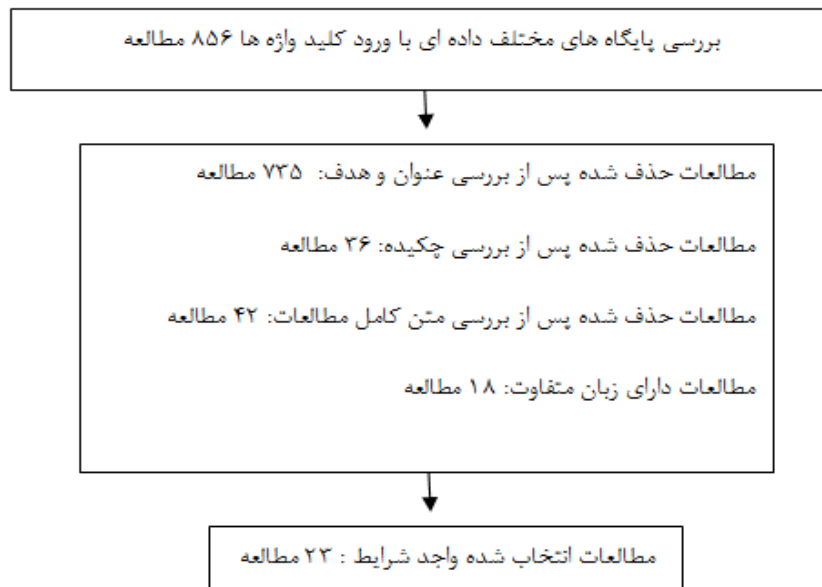 بررسی پایگاه های مختلف داده ای با ورود کلید واژه ها ۸۵۶ مطالعه
مطالعات حذف شده پس از بررسی عنوان و هدف: ۷۳۵ مطالعه
مطالعات حذف شده پس از بررسی چکیده: ۳۶ مطالعه
مطالعات حذف شده پس از بررسی متن کامل مطالعات: ۴۲ مطالعه
مطالعات دارای زبان متفاوت: ۱۸ مطالعه
مطالعات انتخاب شده واجد شرایط : ۲۳ مطالعه